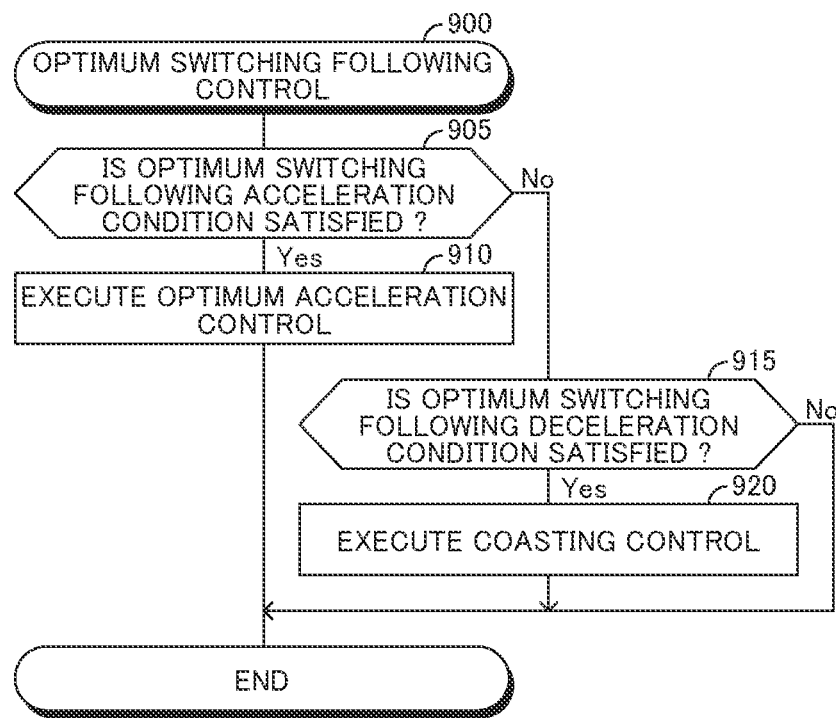 900
OPTIMUM SWITCHING FOLLOWING
CONTROL
905
IS OPTIMUM SWITCHING
FOLLOWING ACCELERATION
CONDITION SATISFIED ?
No
Yes
910
EXECUTE OPTIMUM ACCELERATION
CONTROL
915
IS OPTIMUM SWITCHING
FOLLOWING DECELERATION
CONDITION SATISFIED ?
No
Yes
920
EXECUTE COASTING CONTROL
END